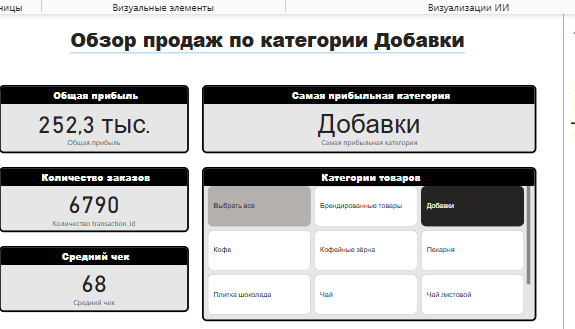 ницы
Визуальные элементы
Визуализации ИИ
Обзор продаж по категории Добавки
Общая прибыль
252,3 тыс.
Общая прибыль
Самая прибыльная категория
Добавки
Самая прибыльная категория
Количество заказов
6790
Количество transaction_id
Категории товаров
Выбрать все
Брендированные товары
Добавки
Кофе
Кофейные зёрна
Пекарня
Плитка шоколада
Чай
Чай листовой
Средний чек
68
Средний чек